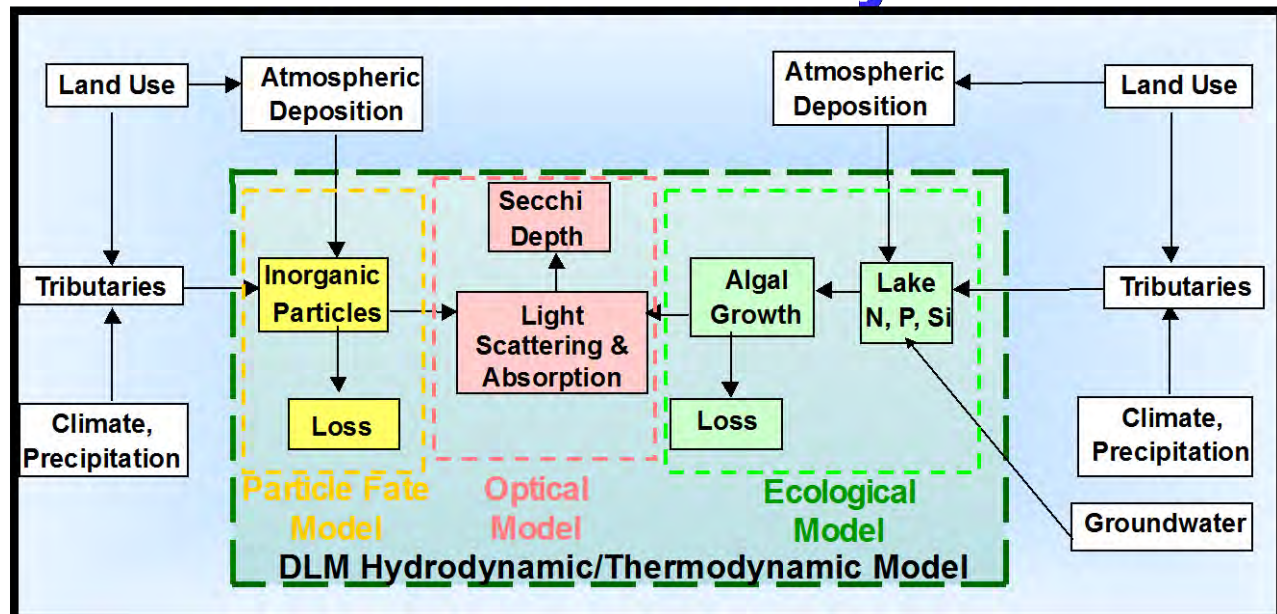 Land Use
Atmospheric
Deposition
Atmospheric
Deposition
Land Use
Secchi
Depth
Tributaries
Inorganic
Particles
Light
Scattering &
Absorption
Algal
Growth
Lake
N, P, Si
Tributaries
Climate,
Precipitation
Loss
Loss
Climate,
Precipitation
Particle Fate
Model
Optical
Model
Ecological
Model
Groundwater
DLM Hydrodynamic/Thermodynamic Model